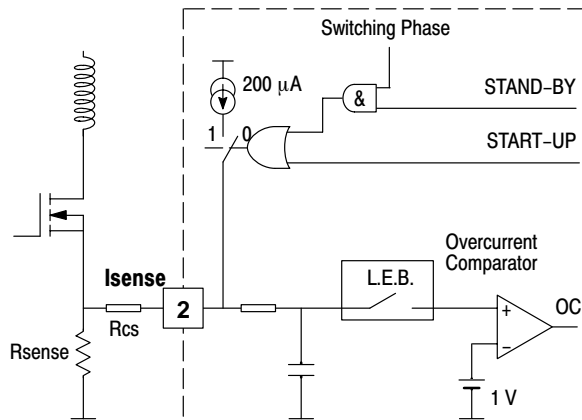 Switching Phase
200 μA
&
STAND–BY
1 0
START–UP
Overcurrent
Comparator
Isense
L.E.B.
2
+
OC
Rcs
Rsense
–
1 V